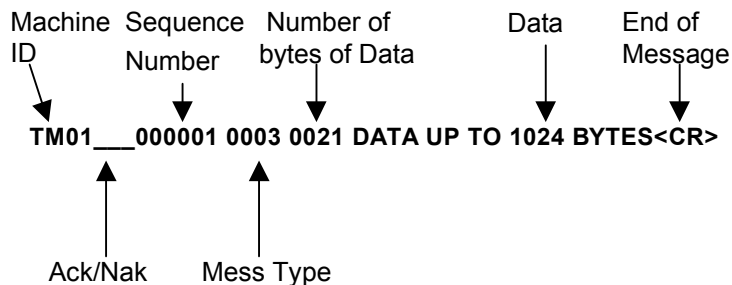 Machine Sequence Number of Data End of
ID Number bytes of Data Message
TM01___000001 0003 0021 DATA UP TO 1024 BYTES<CR>
Ack/Nak Mess Type